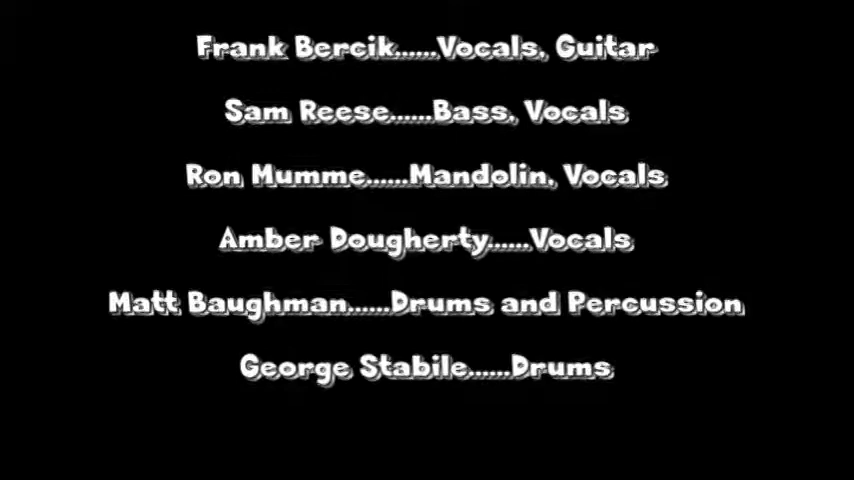 Frank Bercik......Vocals, Guitar
Sam Reese......Bass, Vocals
Ron Mumme......Mandolin, Vocals
Amber Dougherty......Vocals
Matt Baughman......Drums and Percussion
George Stabile......Drums